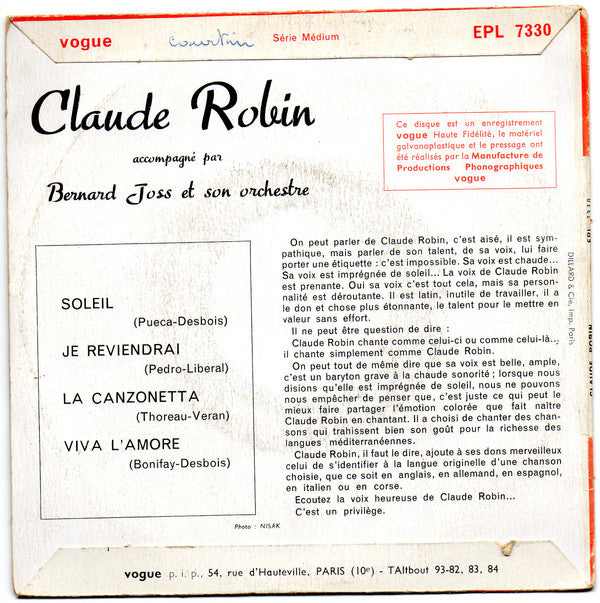 vogue
courtin
Série Médium
EPL 7330
Claude Robin
accompagné par
Bernard Joss et son orchestre
Ce disque est un enregistrement
vogue Haute Fidélité, le matériel
galvanoplastique et le pressage ont
été réalisés par la Manufacture de
Productions Phonographiques
vogue
SOLEIL
(Pueca-Desbois)
JE REVIENDRAI
(Pedro-Liberal)
LA CANZONETTA
(Thoreau-Veran)
VIVA L'AMORE
(Bonifay-Desbois)
On peut parler de Claude Robin, c'est aisé, il est sym-
pathique, mais parler de son talent, de sa voix, lui faire
porter une étiquette : c'est impossible. Sa voix est chaude...
Sa voix est imprégnée de soleil... La voix de Claude Robin
est prenante. Oui sa voix c'est tout cela, mais sa person-
nalité est déroutante. Il est latin, inutile de travailler, il a
le don et chose plus étonnante, le talent pour le mettre en
valeur sans effort.
Il ne peut être question de dire :
Claude Robin chante comme celui-ci ou comme celui-là...
il chante simplement comme Claude Robin.
On peut tout de même dire que sa voix est belle, ample,
c'est un baryton grave à la chaude sonorité ; lorsque nous
disions qu'elle est imprégnée de soleil, nous ne pouvons
nous empêcher de penser que, c'est juste ce qui peut le
mieux faire partager l'émotion colorée que fait naître
Claude Robin en chantant. Il a choisi de chanter des chan-
sons qui trahissent bien son goût pour la richesse des
langues méditerranéennes.
Claude Robin, il faut le dire, ajoute à ses dons merveilleux
celui de s'identifier à la langue originelle d'une chanson
choisie, que ce soit en anglais, en allemand, en espagnol,
en italien ou en corse.
Ecoutez la voix heureuse de Claude Robin...
C'est un privilège.
Photo : NISAK
DILLARD & Cie, Imp. Paris
CLAUDE ROBIN
vogue p. i. p., 54, rue d'Hauteville, PARIS (10e) - TAItbout 93-82, 83, 84